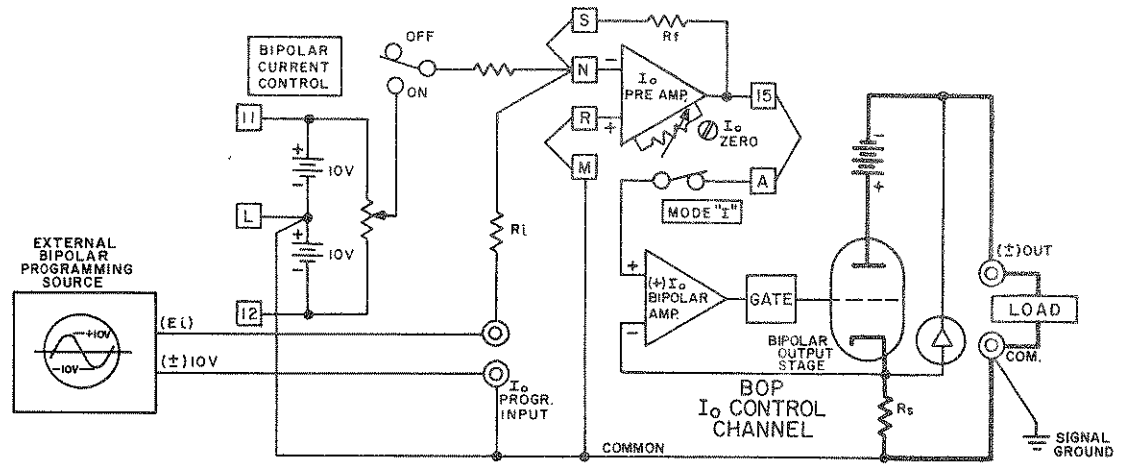 BIPOLAR
CURRENT
CONTROL
OFF
ON
11
+
-
10V
L
+
-
10V
12
EXTERNAL
BIPOLAR
PROGRAMMING
SOURCE
+10V
-10V
(Ei)
(±)10V
Ri
Io
PROGR.
INPUT
S
Rf
N
-
Io
PRE AMP.
R
+
Io
ZERO
M
15
A
MODE "I"
+
(+) Io
BIPOLAR
AMP.
-
GATE
-
+
BIPOLAR
OUTPUT
STAGE
BOP
Io CONTROL
CHANNEL
Rs
(±) OUT
LOAD
COM.
COMMON
SIGNAL
GROUND